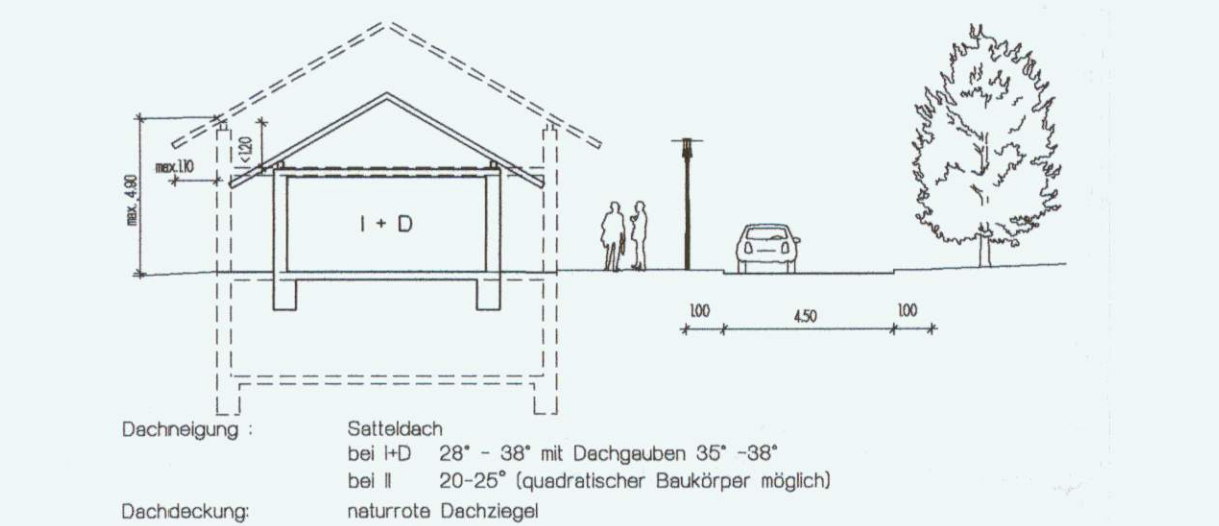 max. 4.90
max.1.10
<1.20
I + D
1.00
4.50
1.00
Dachneigung : Satteldach
bei I+D 28° - 38° mit Dachgauben 35° -38°
bei II 20-25° (quadratischer Baukörper möglich)
Dachdeckung: naturrote Dachziegel